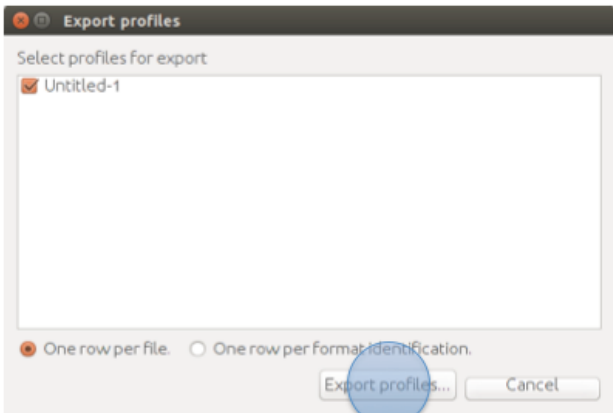 Export profiles
Select profiles for export
Untitled-1
One row per file. One row per format identification.
Export profiles... Cancel